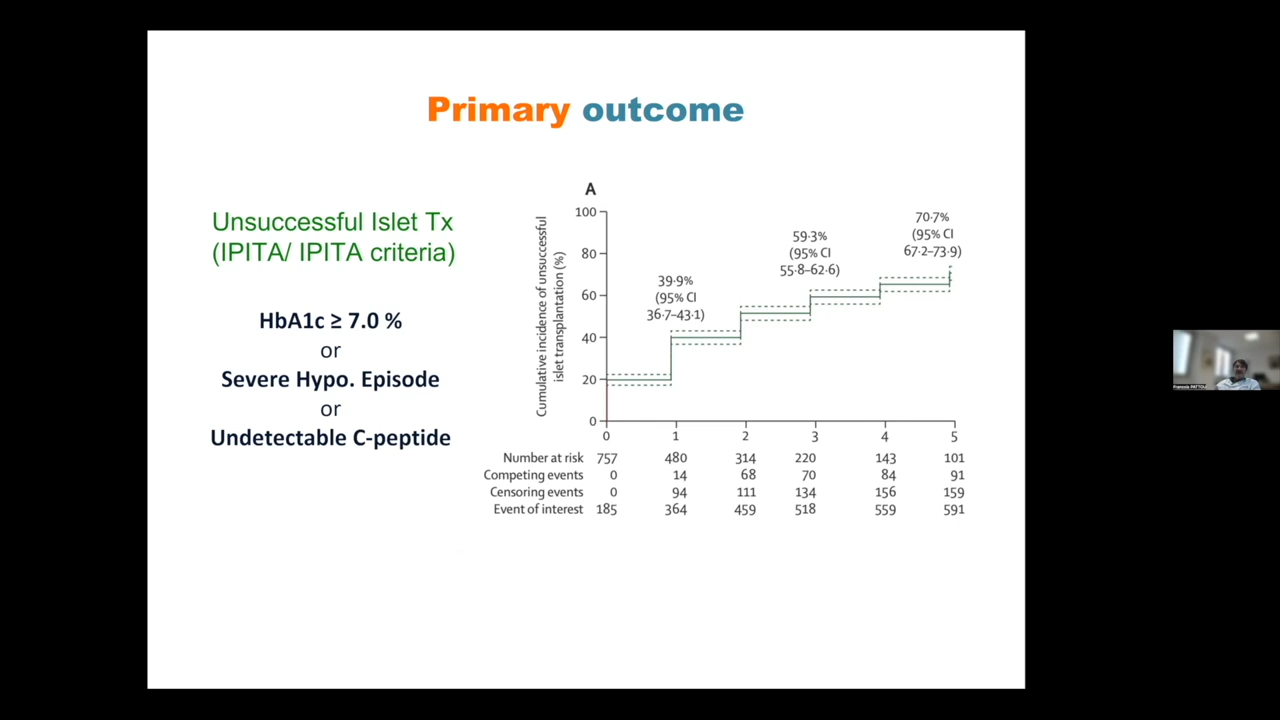 Primary outcome
Unsuccessful Islet Tx
(IPITA/ IPITA criteria)
HbA1c ≥ 7.0 %
or
Severe Hypo. Episode
or
Undetectable C-peptide
A
Cumulative incidence of unsuccessful
islet transplantation (%)
100
80
60
40
20
0
39·9%
(95% CI
36·7–43·1)
59·3%
(95% CI
55·8–62·6)
70·7%
(95% CI
67·2–73·9)
0 1 2 3 4 5
Number at risk 757 480 314 220 143 101
Competing events 0 14 68 70 84 91
Censoring events 0 94 111 134 156 159
Event of interest 185 364 459 518 559 591
Francois PATTOU